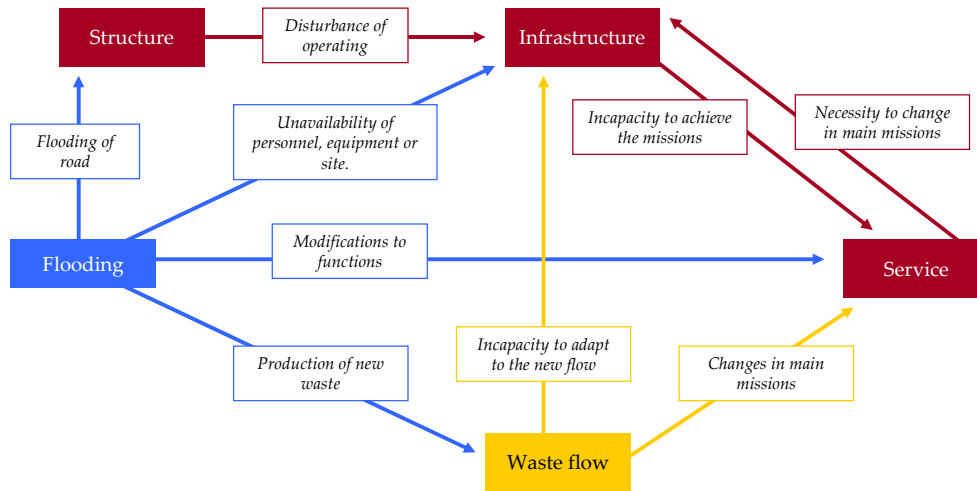 Structure
Disturbance of
operating
Infrastructure
Flooding of
road
Unavailability of
personnel, equipment or
site.
Incapacity to achieve
the missions
Necessity to change
in main missions
Flooding
Modifications to
functions
Service
Production of new
waste
Incapacity to adapt
to the new flow
Changes in main
missions
Waste flow